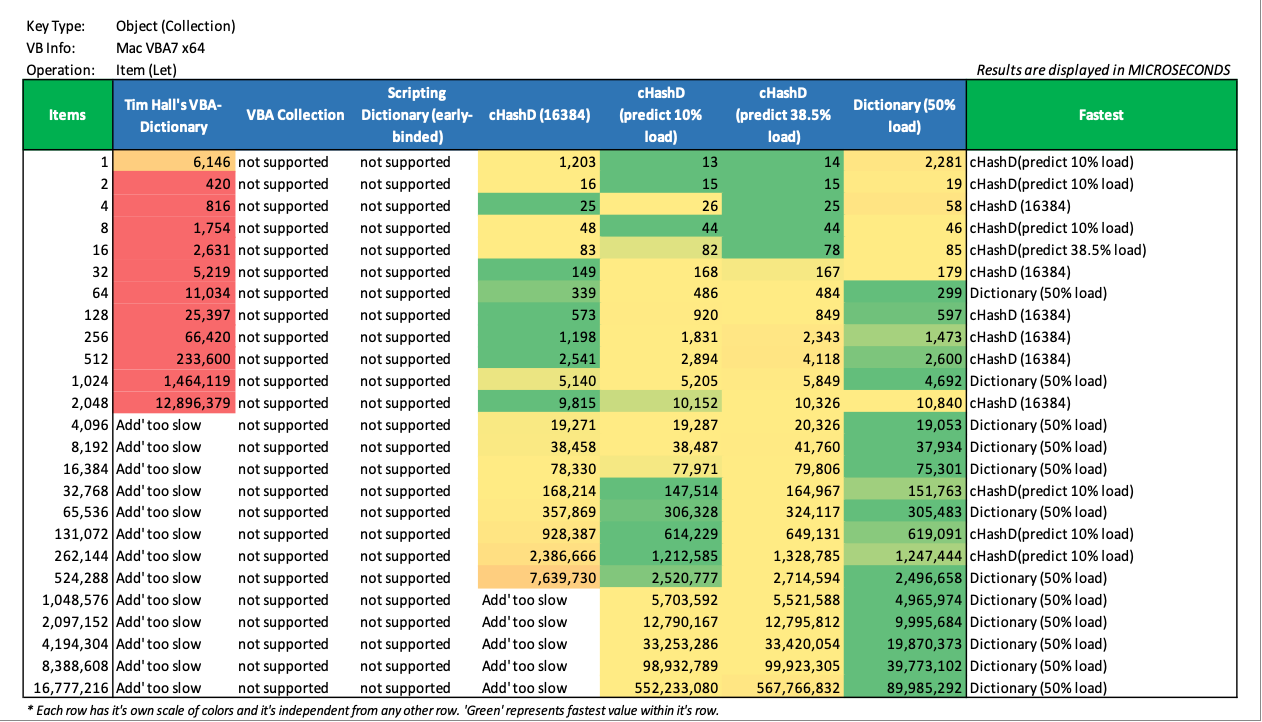 Key Type: Object (Collection)
VB Info: Mac VBA7 x64
Operation: Item (Let) Results are displayed in MICROSECONDS
Items Tim Hall's VBA-Dictionary VBA Collection Scripting Dictionary (early-binded) cHashD (16384) cHashD (predict 10% load) cHashD (predict 38.5% load) Dictionary (50% load) Fastest
1 6,146 not supported not supported 1,203 13 14 2,281 cHashD(predict 10% load)
2 420 not supported not supported 16 15 15 19 cHashD(predict 10% load)
4 816 not supported not supported 25 26 25 58 cHashD (16384)
8 1,754 not supported not supported 48 44 44 46 cHashD(predict 10% load)
16 2,631 not supported not supported 83 82 78 85 cHashD(predict 38.5% load)
32 5,219 not supported not supported 149 168 167 179 cHashD (16384)
64 11,034 not supported not supported 339 486 484 299 Dictionary (50% load)
128 25,397 not supported not supported 573 920 849 597 cHashD (16384)
256 66,420 not supported not supported 1,198 1,831 2,343 1,473 cHashD (16384)
512 233,600 not supported not supported 2,541 2,894 4,118 2,600 cHashD (16384)
1,024 1,464,119 not supported not supported 5,140 5,205 5,849 4,692 Dictionary (50% load)
2,048 12,896,379 not supported not supported 9,815 10,152 10,326 10,840 cHashD (16384)
4,096 Add' too slow not supported not supported 19,271 19,287 20,326 19,053 Dictionary (50% load)
8,192 Add' too slow not supported not supported 38,458 38,487 41,760 37,934 Dictionary (50% load)
16,384 Add' too slow not supported not supported 78,330 77,971 79,806 75,301 Dictionary (50% load)
32,768 Add' too slow not supported not supported 168,214 147,514 164,967 151,763 cHashD(predict 10% load)
65,536 Add' too slow not supported not supported 357,869 306,328 324,117 305,483 Dictionary (50% load)
131,072 Add' too slow not supported not supported 928,387 614,229 649,131 619,091 cHashD(predict 10% load)
262,144 Add' too slow not supported not supported 2,386,666 1,212,585 1,328,785 1,247,444 cHashD(predict 10% load)
524,288 Add' too slow not supported not supported 7,639,730 2,520,777 2,714,594 2,496,658 Dictionary (50% load)
1,048,576 Add' too slow not supported not supported Add' too slow 5,703,592 5,521,588 4,965,974 Dictionary (50% load)
2,097,152 Add' too slow not supported not supported Add' too slow 12,790,167 12,795,812 9,995,684 Dictionary (50% load)
4,194,304 Add' too slow not supported not supported Add' too slow 33,253,286 33,420,054 19,870,373 Dictionary (50% load)
8,388,608 Add' too slow not supported not supported Add' too slow 98,932,789 99,923,305 39,773,102 Dictionary (50% load)
16,777,216 Add' too slow not supported not supported Add' too slow 552,233,080 567,766,832 89,985,292 Dictionary (50% load)
* Each row has it's own scale of colors and it's independent from any other row. 'Green' represents fastest value within it's row.